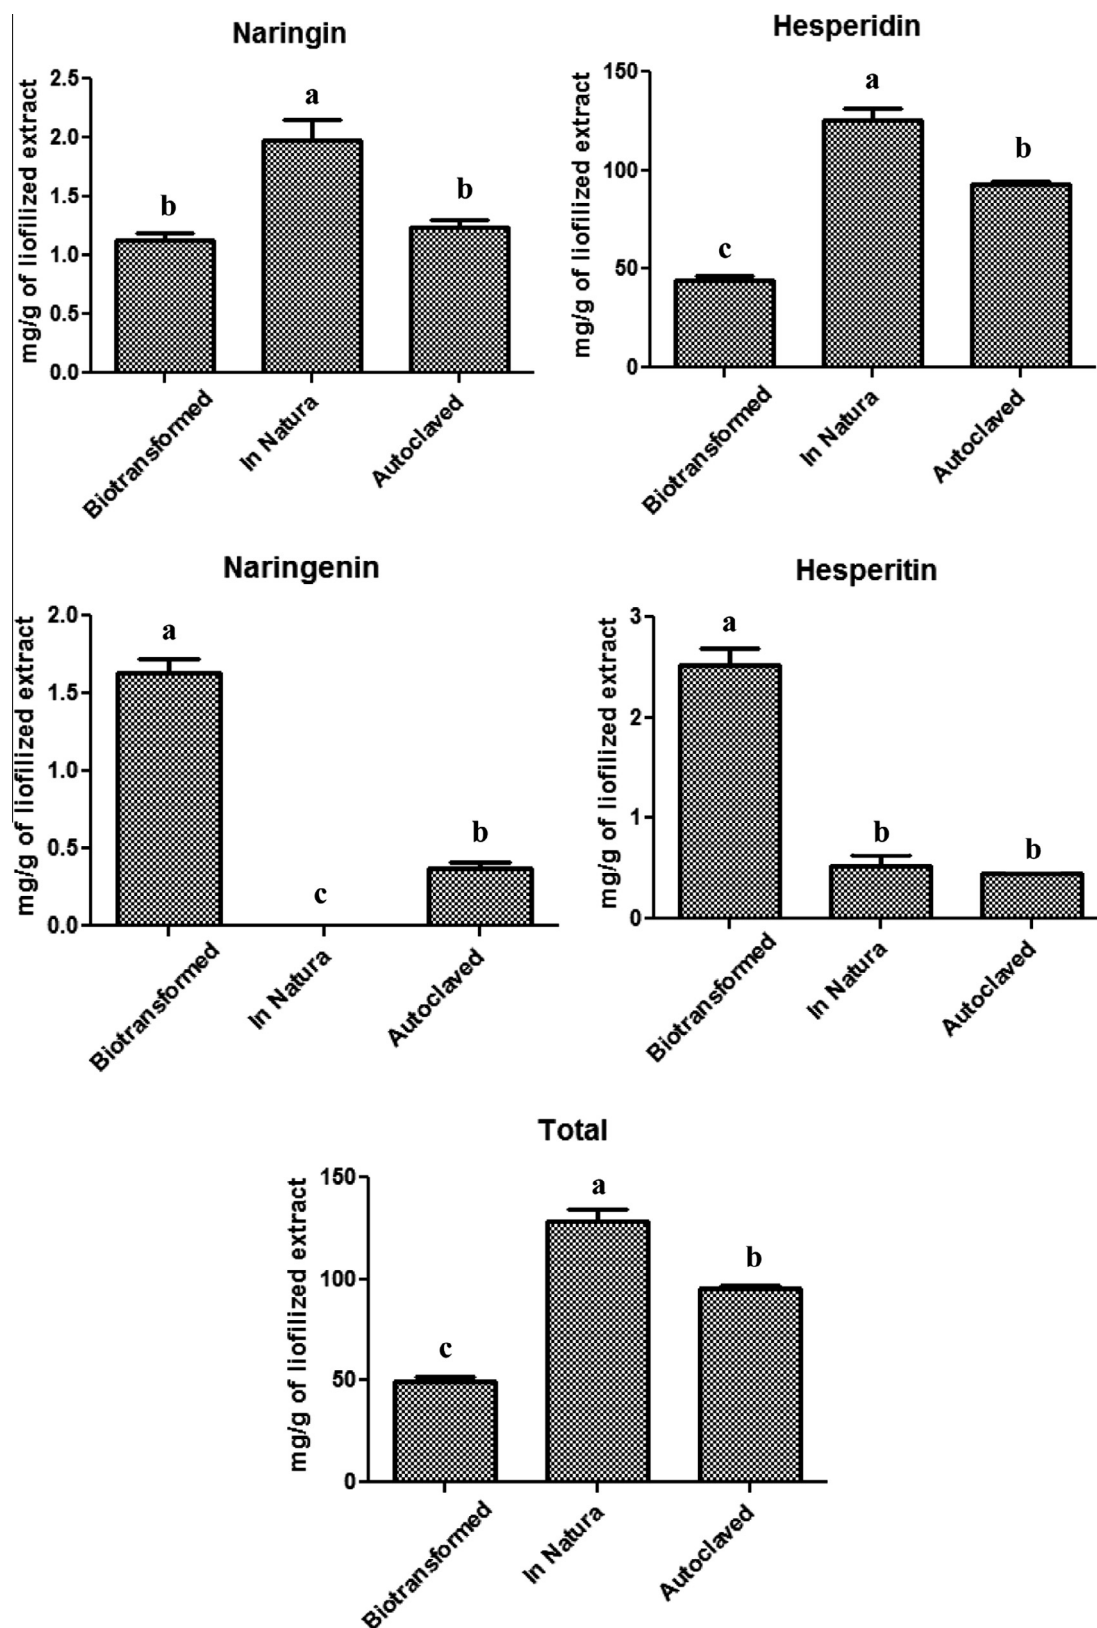 Naringin
mg/g of liofilized extract
2.5
2.0
1.5
1.0
0.5
0.0
b
a
b
Biotransformed
In Natura
Autoclaved
Hesperidin
mg/g of liofilized extract
150
100
50
0
c
a
b
Biotransformed
In Natura
Autoclaved
Naringenin
mg/g of liofilized extract
2.0
1.5
1.0
0.5
0.0
a
c
b
Biotransformed
In Natura
Autoclaved
Hesperitin
mg/g of liofilized extract
3
2
1
0
a
b
b
Biotransformed
In Natura
Autoclaved
Total
mg/g of liofilized extract
150
100
50
0
c
a
b
Biotransformed
In Natura
Autoclaved